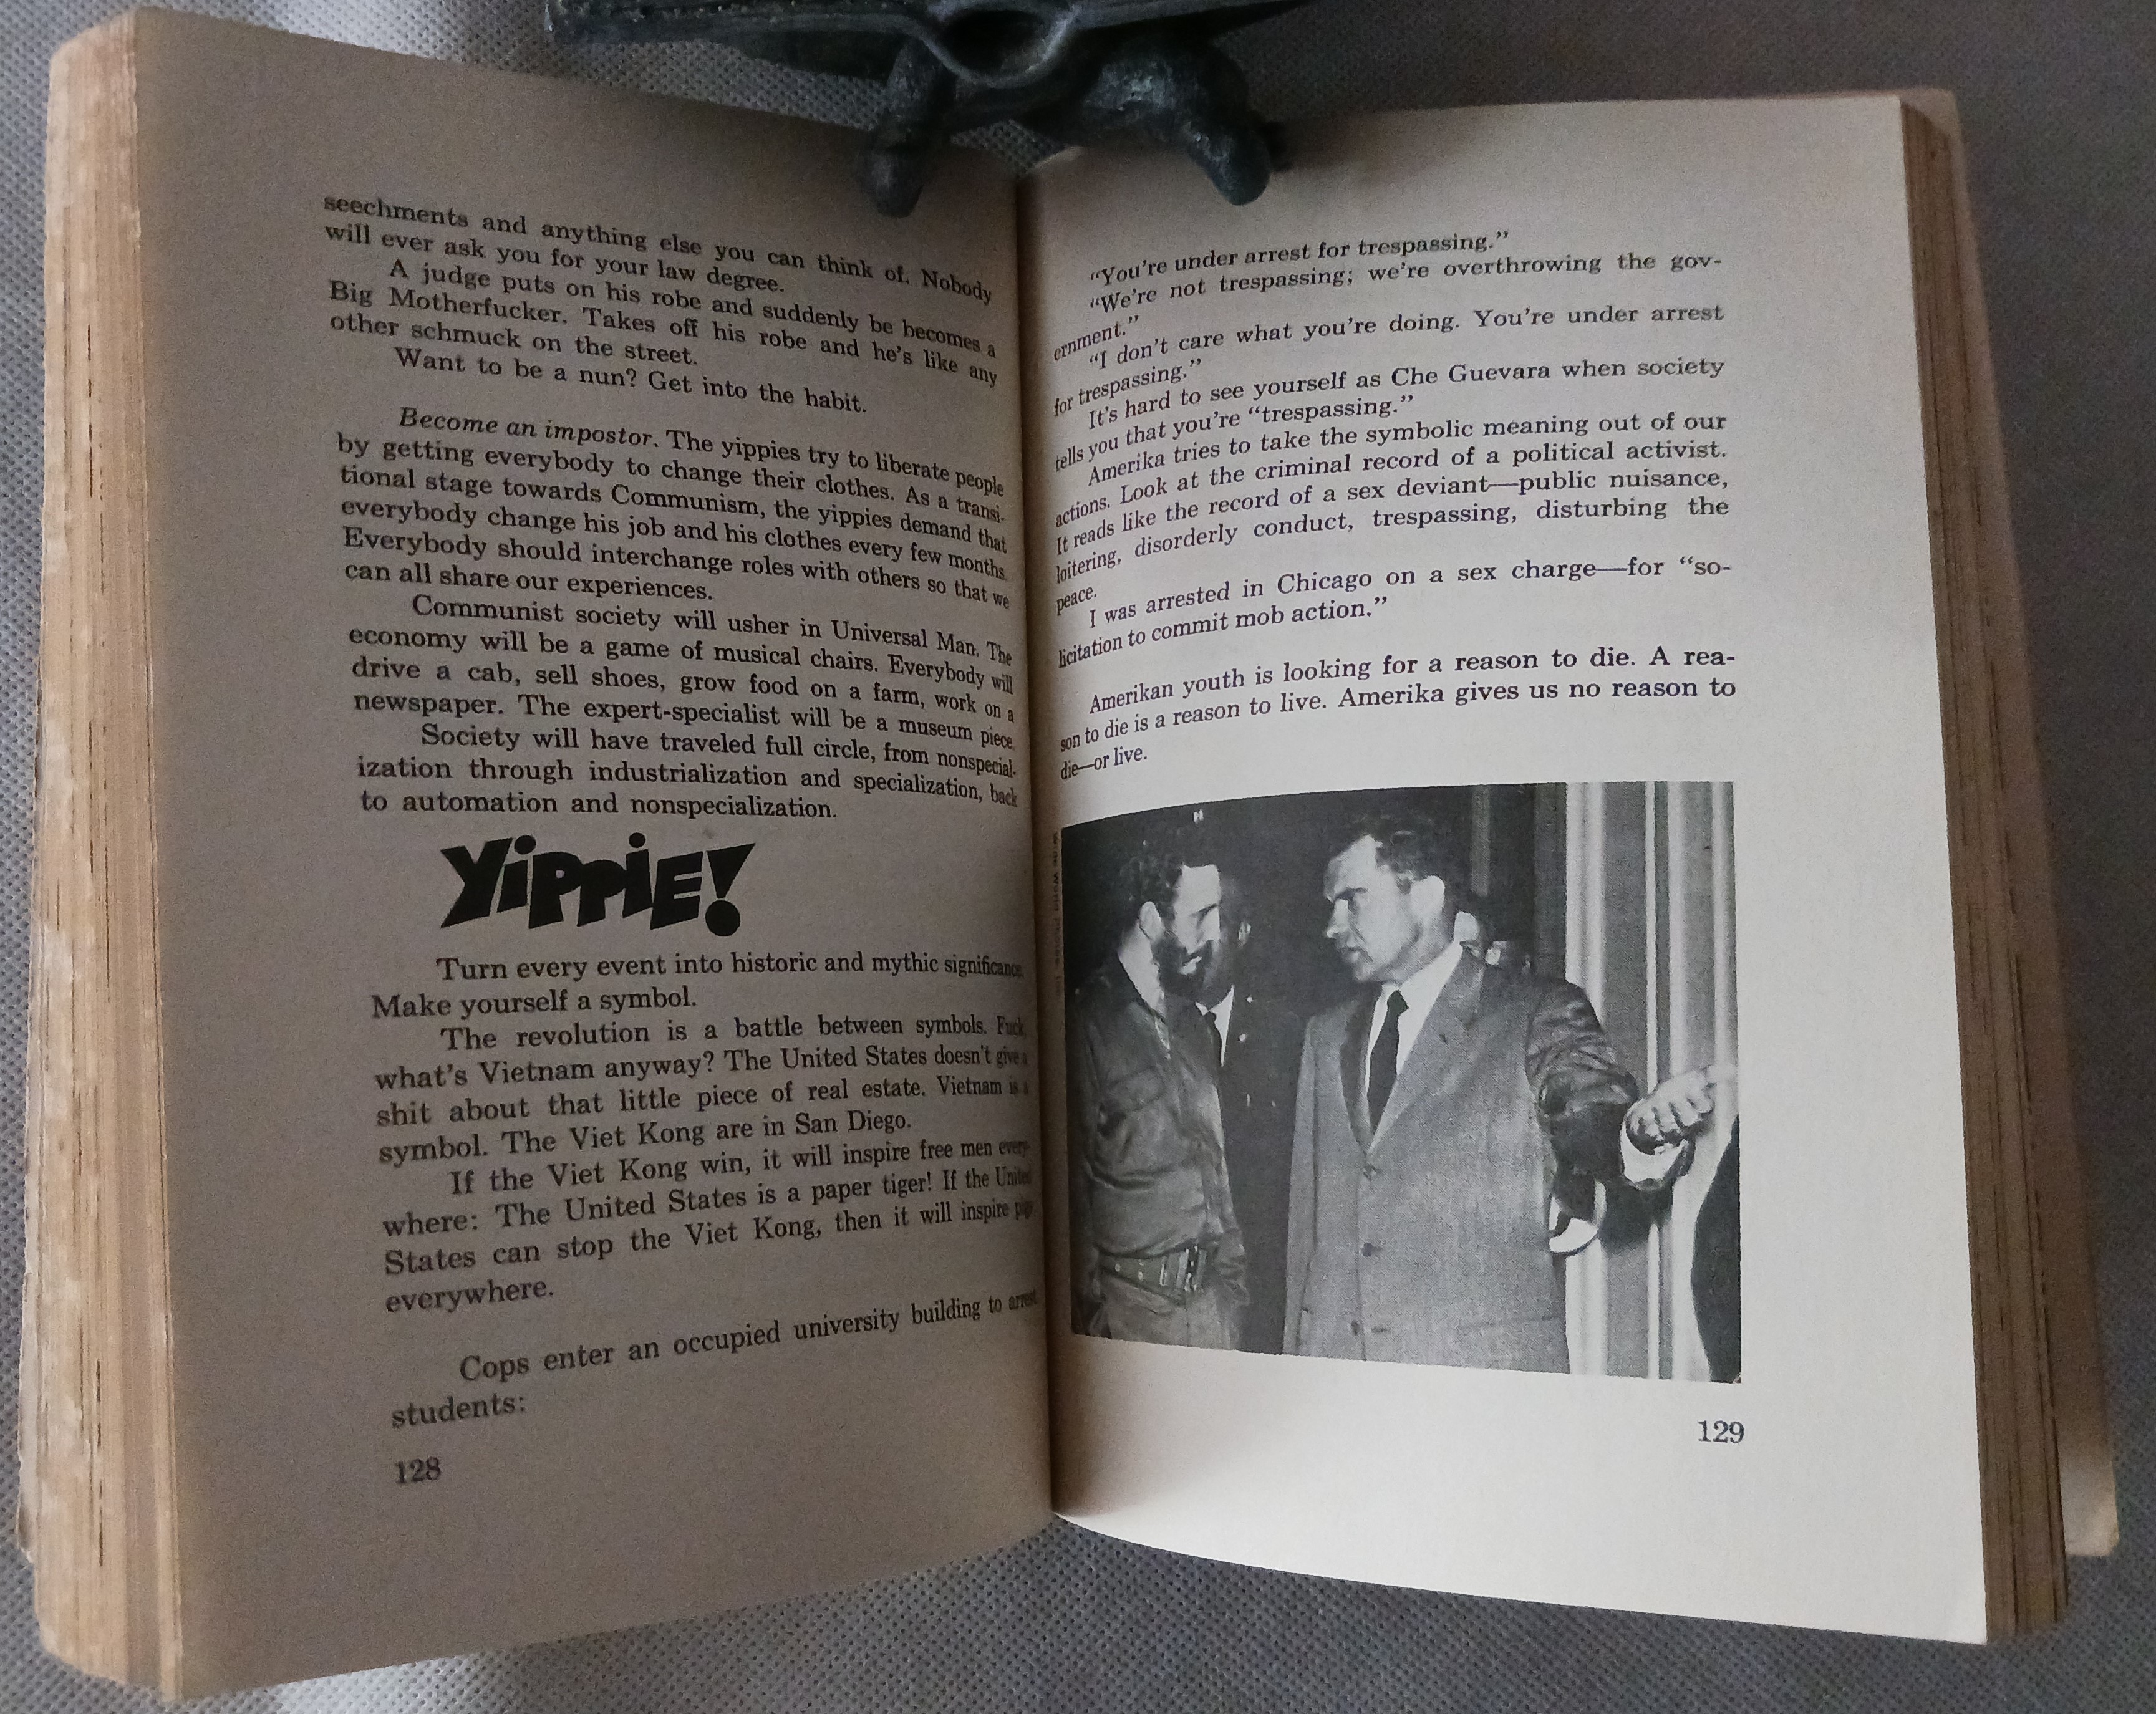 seechments and anything else you can think of. Nobody
will ever ask you for your law degree.
A judge puts on his robe and suddenly be becomes a
Big Motherfucker. Takes off his robe and he's like any
other schmuck on the street.
Want to be a nun? Get into the habit.
Become an impostor. The yippies try to liberate people
by getting everybody to change their clothes. As a transi-
tional stage towards Communism, the yippies demand that
everybody change his job and his clothes every few months.
Everybody should interchange roles with others so that we
can all share our experiences.
Communist society will usher in Universal Man. The
economy will be a game of musical chairs. Everybody will
drive a cab, sell shoes, grow food on a farm, work on a
newspaper. The expert-specialist will be a museum piece.
Society will have traveled full circle, from nonspecial-
ization through industrialization and specialization, back
to automation and nonspecialization.
YiPPiE!
Turn every event into historic and mythic significance.
Make yourself a symbol.
The revolution is a battle between symbols. Fuck,
what's Vietnam anyway? The United States doesn't give a
shit about that little piece of real estate. Vietnam is a
symbol. The Viet Kong are in San Diego.
If the Viet Kong win, it will inspire free men every-
where: The United States is a paper tiger! If the United
States can stop the Viet Kong, then it will inspire
everywhere.
Cops enter an occupied university building to arrest
students:
128
"You're under arrest for trespassing."
"We're not trespassing; we're overthrowing the gov-
ernment."
"I don't care what you're doing. You're under arrest
for trespassing."
It's hard to see yourself as Che Guevara when society
tells you that you're "trespassing."
Amerika tries to take the symbolic meaning out of our
actions. Look at the criminal record of a political activist.
It reads like the record of a sex deviant—public nuisance,
loitering, disorderly conduct, trespassing, disturbing the
peace.
I was arrested in Chicago on a sex charge—for "so-
licitation to commit mob action."
Amerikan youth is looking for a reason to die. A rea-
son to die is a reason to live. Amerika gives us no reason to
die—or live.
129